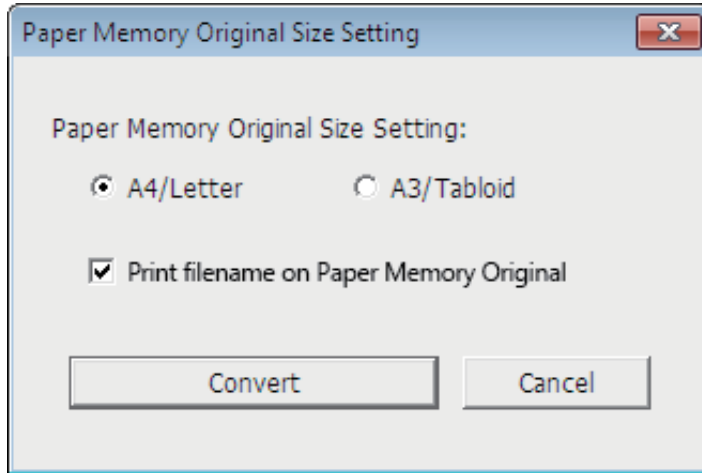 Paper Memory Original Size Setting
Paper Memory Original Size Setting:
A4/Letter A3/Tabloid
Print filename on Paper Memory Original
Convert Cancel